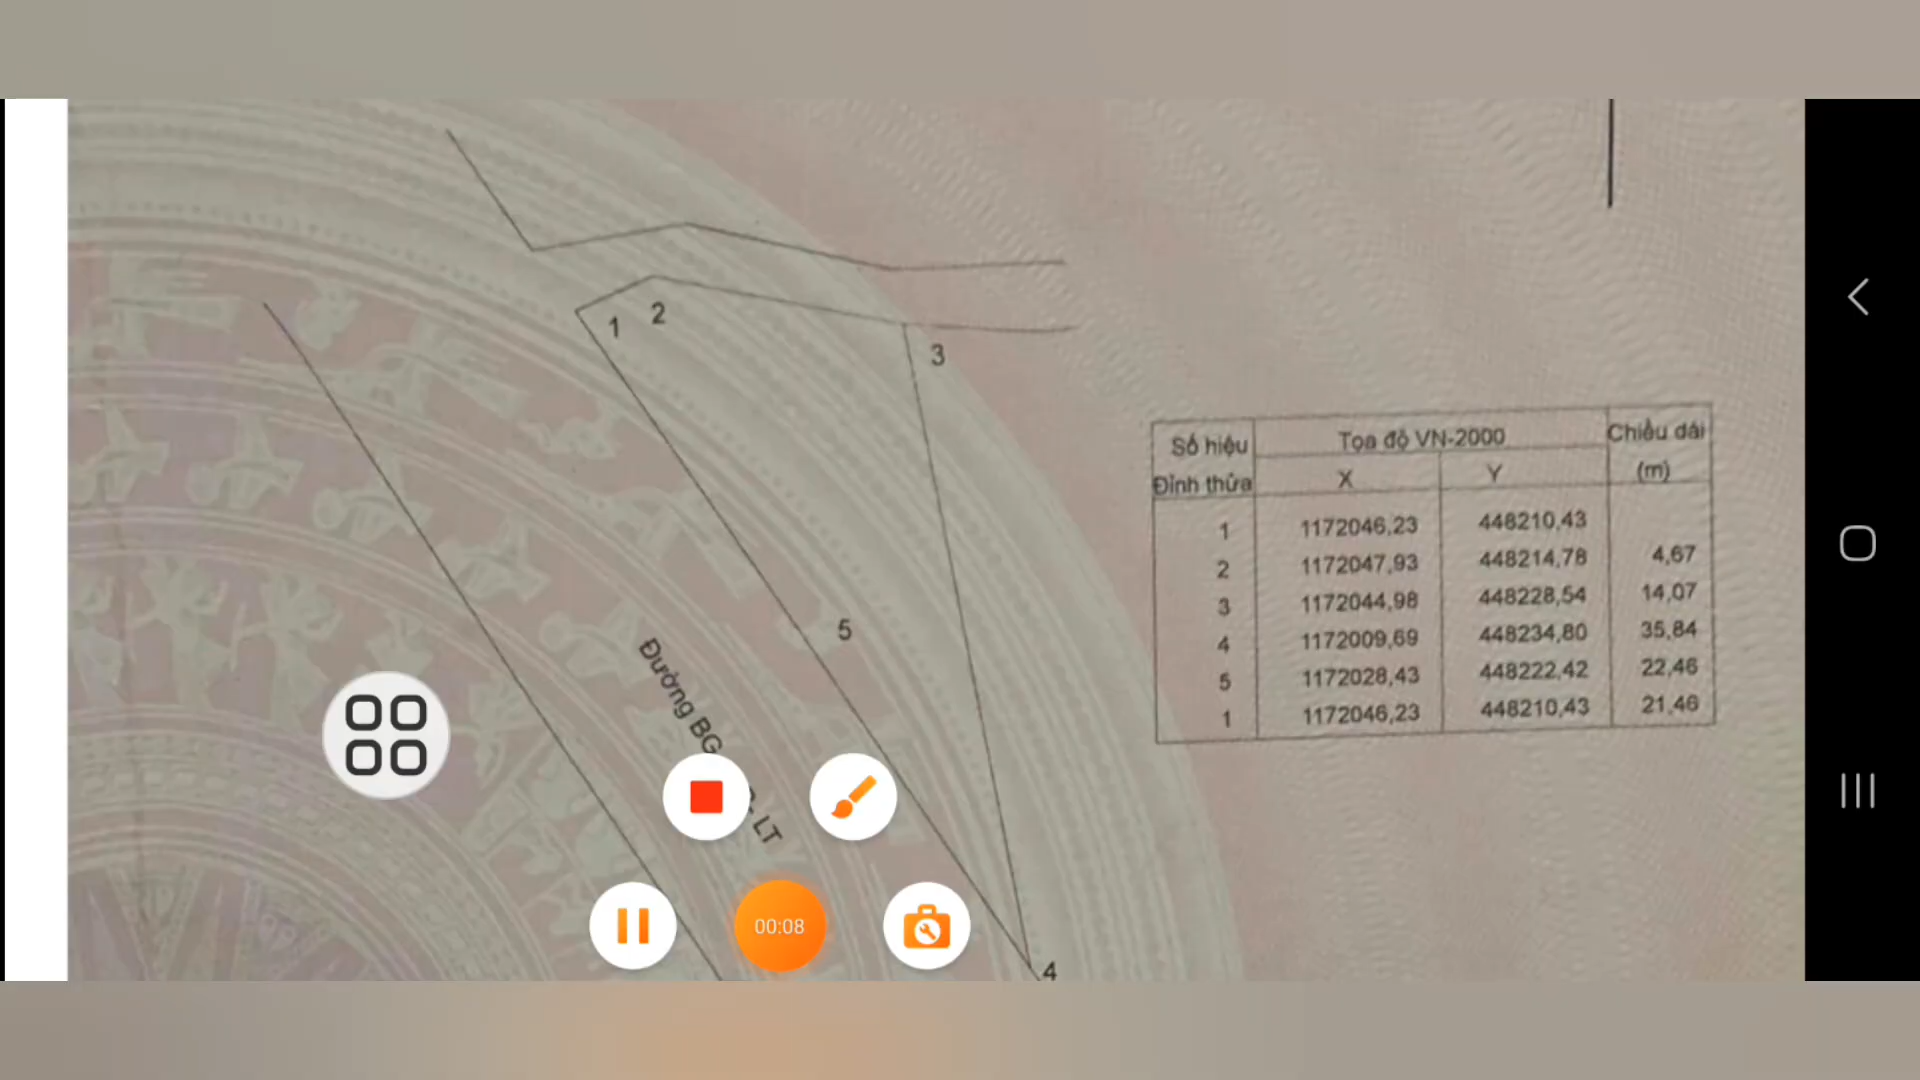 1
2
3
5
4
Đường BG
LT
Số hiệu
Đỉnh thửa
Tọa độ VN-2000
Chiều dài
(m)
X
Y
1 1172046,23 448210,43
2 1172047,93 448214,78 4,67
3 1172044,98 448228,54 14,07
4 1172009,69 448234,80 35,84
5 1172028,43 448222,42 22,46
1 1172046,23 448210,43 21,46
00:08